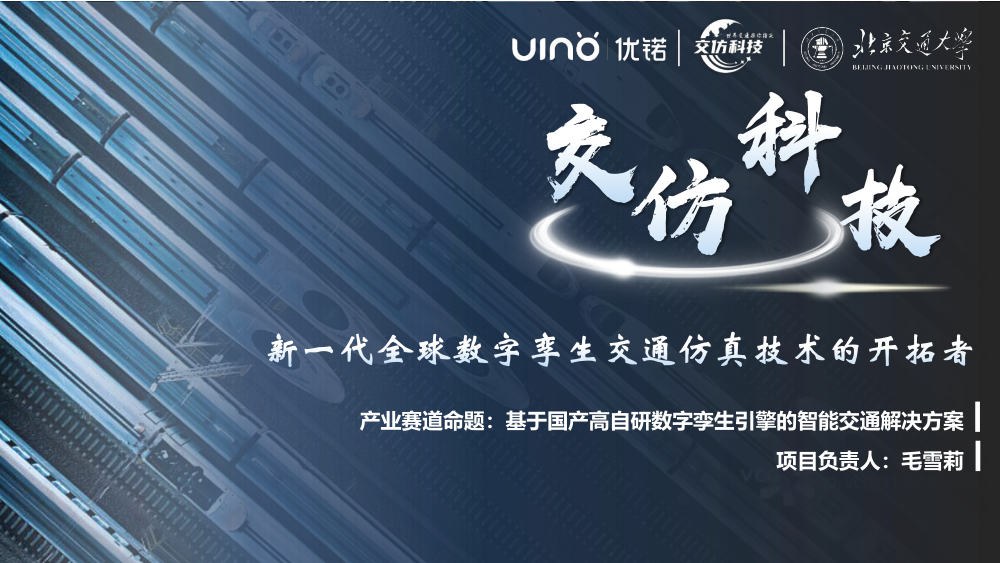 UINO 优锘
交仿科技
北京交通大学
BEIJING JIAOTONG UNIVERSITY
交仿科技
新一代全球数字孪生交通仿真技术的开拓者
产业赛道命题：基于国产高自研数字孪生引擎的智能交通解决方案
项目负责人：毛雪莉